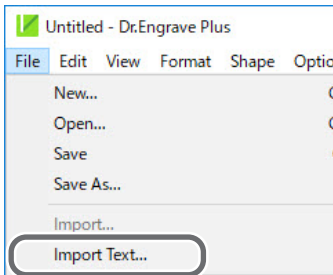 Untitled - Dr.Engrave Plus
File Edit View Format Shape
New...
Open...
Save
Save As...
Import...
Import Text...